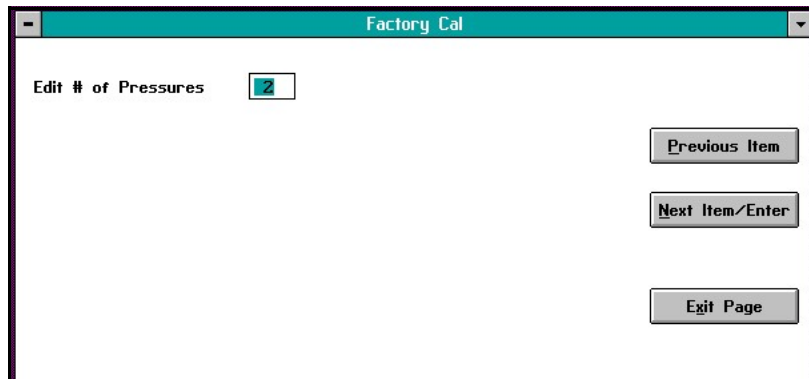 Factory Cal
Edit # of Pressures 2
Previous Item
Next Item/Enter
Exit Page